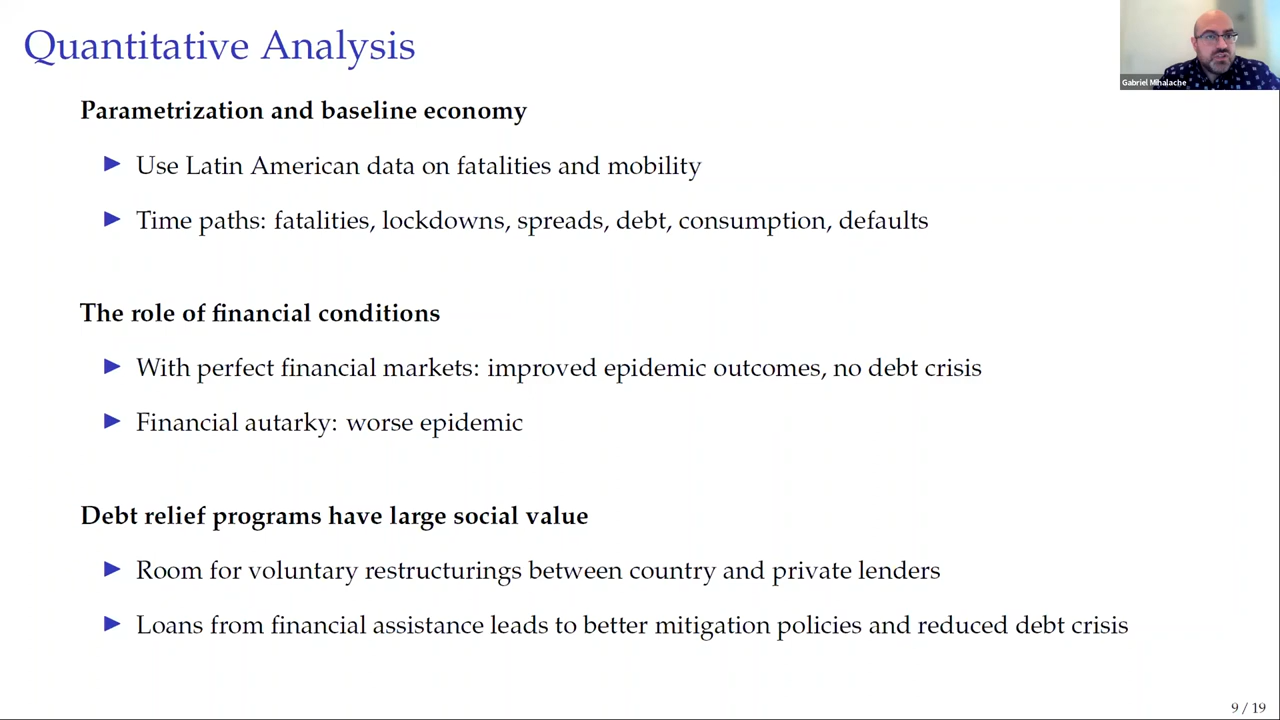 Quantitative Analysis
Gabriel Mihalache
Parametrization and baseline economy
Use Latin American data on fatalities and mobility
Time paths: fatalities, lockdowns, spreads, debt, consumption, defaults
The role of financial conditions
With perfect financial markets: improved epidemic outcomes, no debt crisis
Financial autarky: worse epidemic
Debt relief programs have large social value
Room for voluntary restructurings between country and private lenders
Loans from financial assistance leads to better mitigation policies and reduced debt crisis
9 / 19